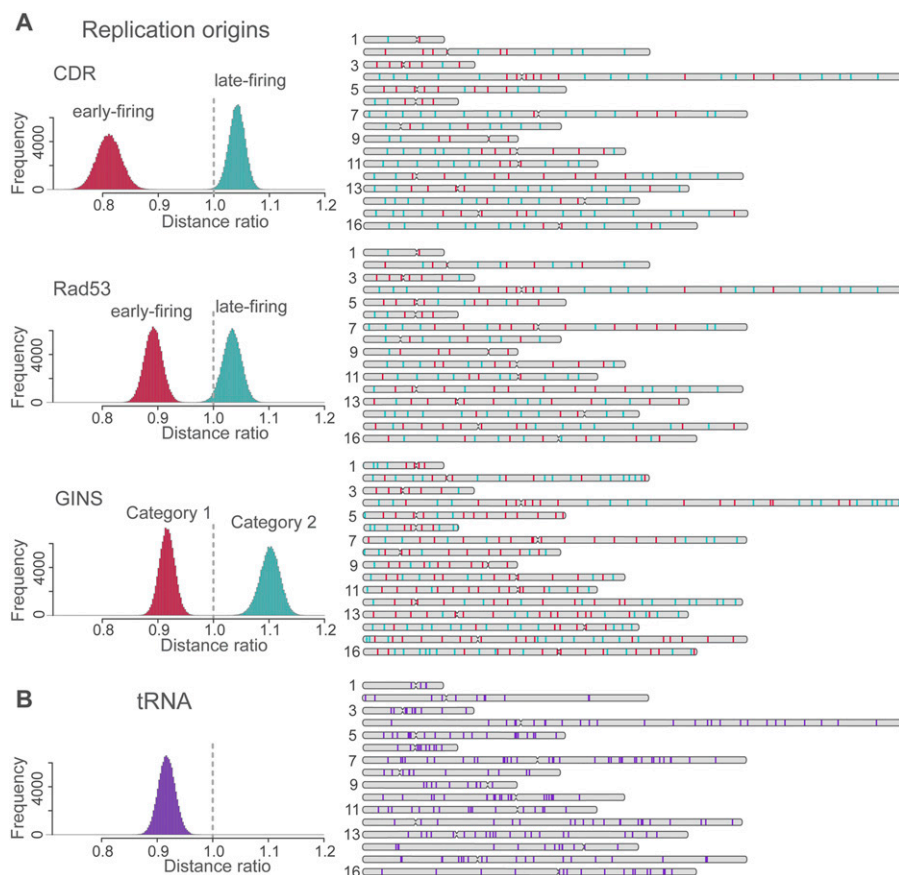 A
Replication origins
CDR
early-firing
late-firing
Frequency
0
4000
0.8 0.9 1.0 1.1 1.2
Distance ratio
1
3
5
7
9
11
13
16
Rad53
early-firing
late-firing
Frequency
0
4000
0.8 0.9 1.0 1.1 1.2
Distance ratio
1
3
5
7
9
11
13
16
GINS
Category 1
Category 2
Frequency
0
4000
0.8 0.9 1.0 1.1 1.2
Distance ratio
1
3
5
7
9
11
13
16
B
tRNA
Frequency
0
4000
0.8 0.9 1.0 1.1 1.2
Distance ratio
1
3
5
7
9
11
13
16